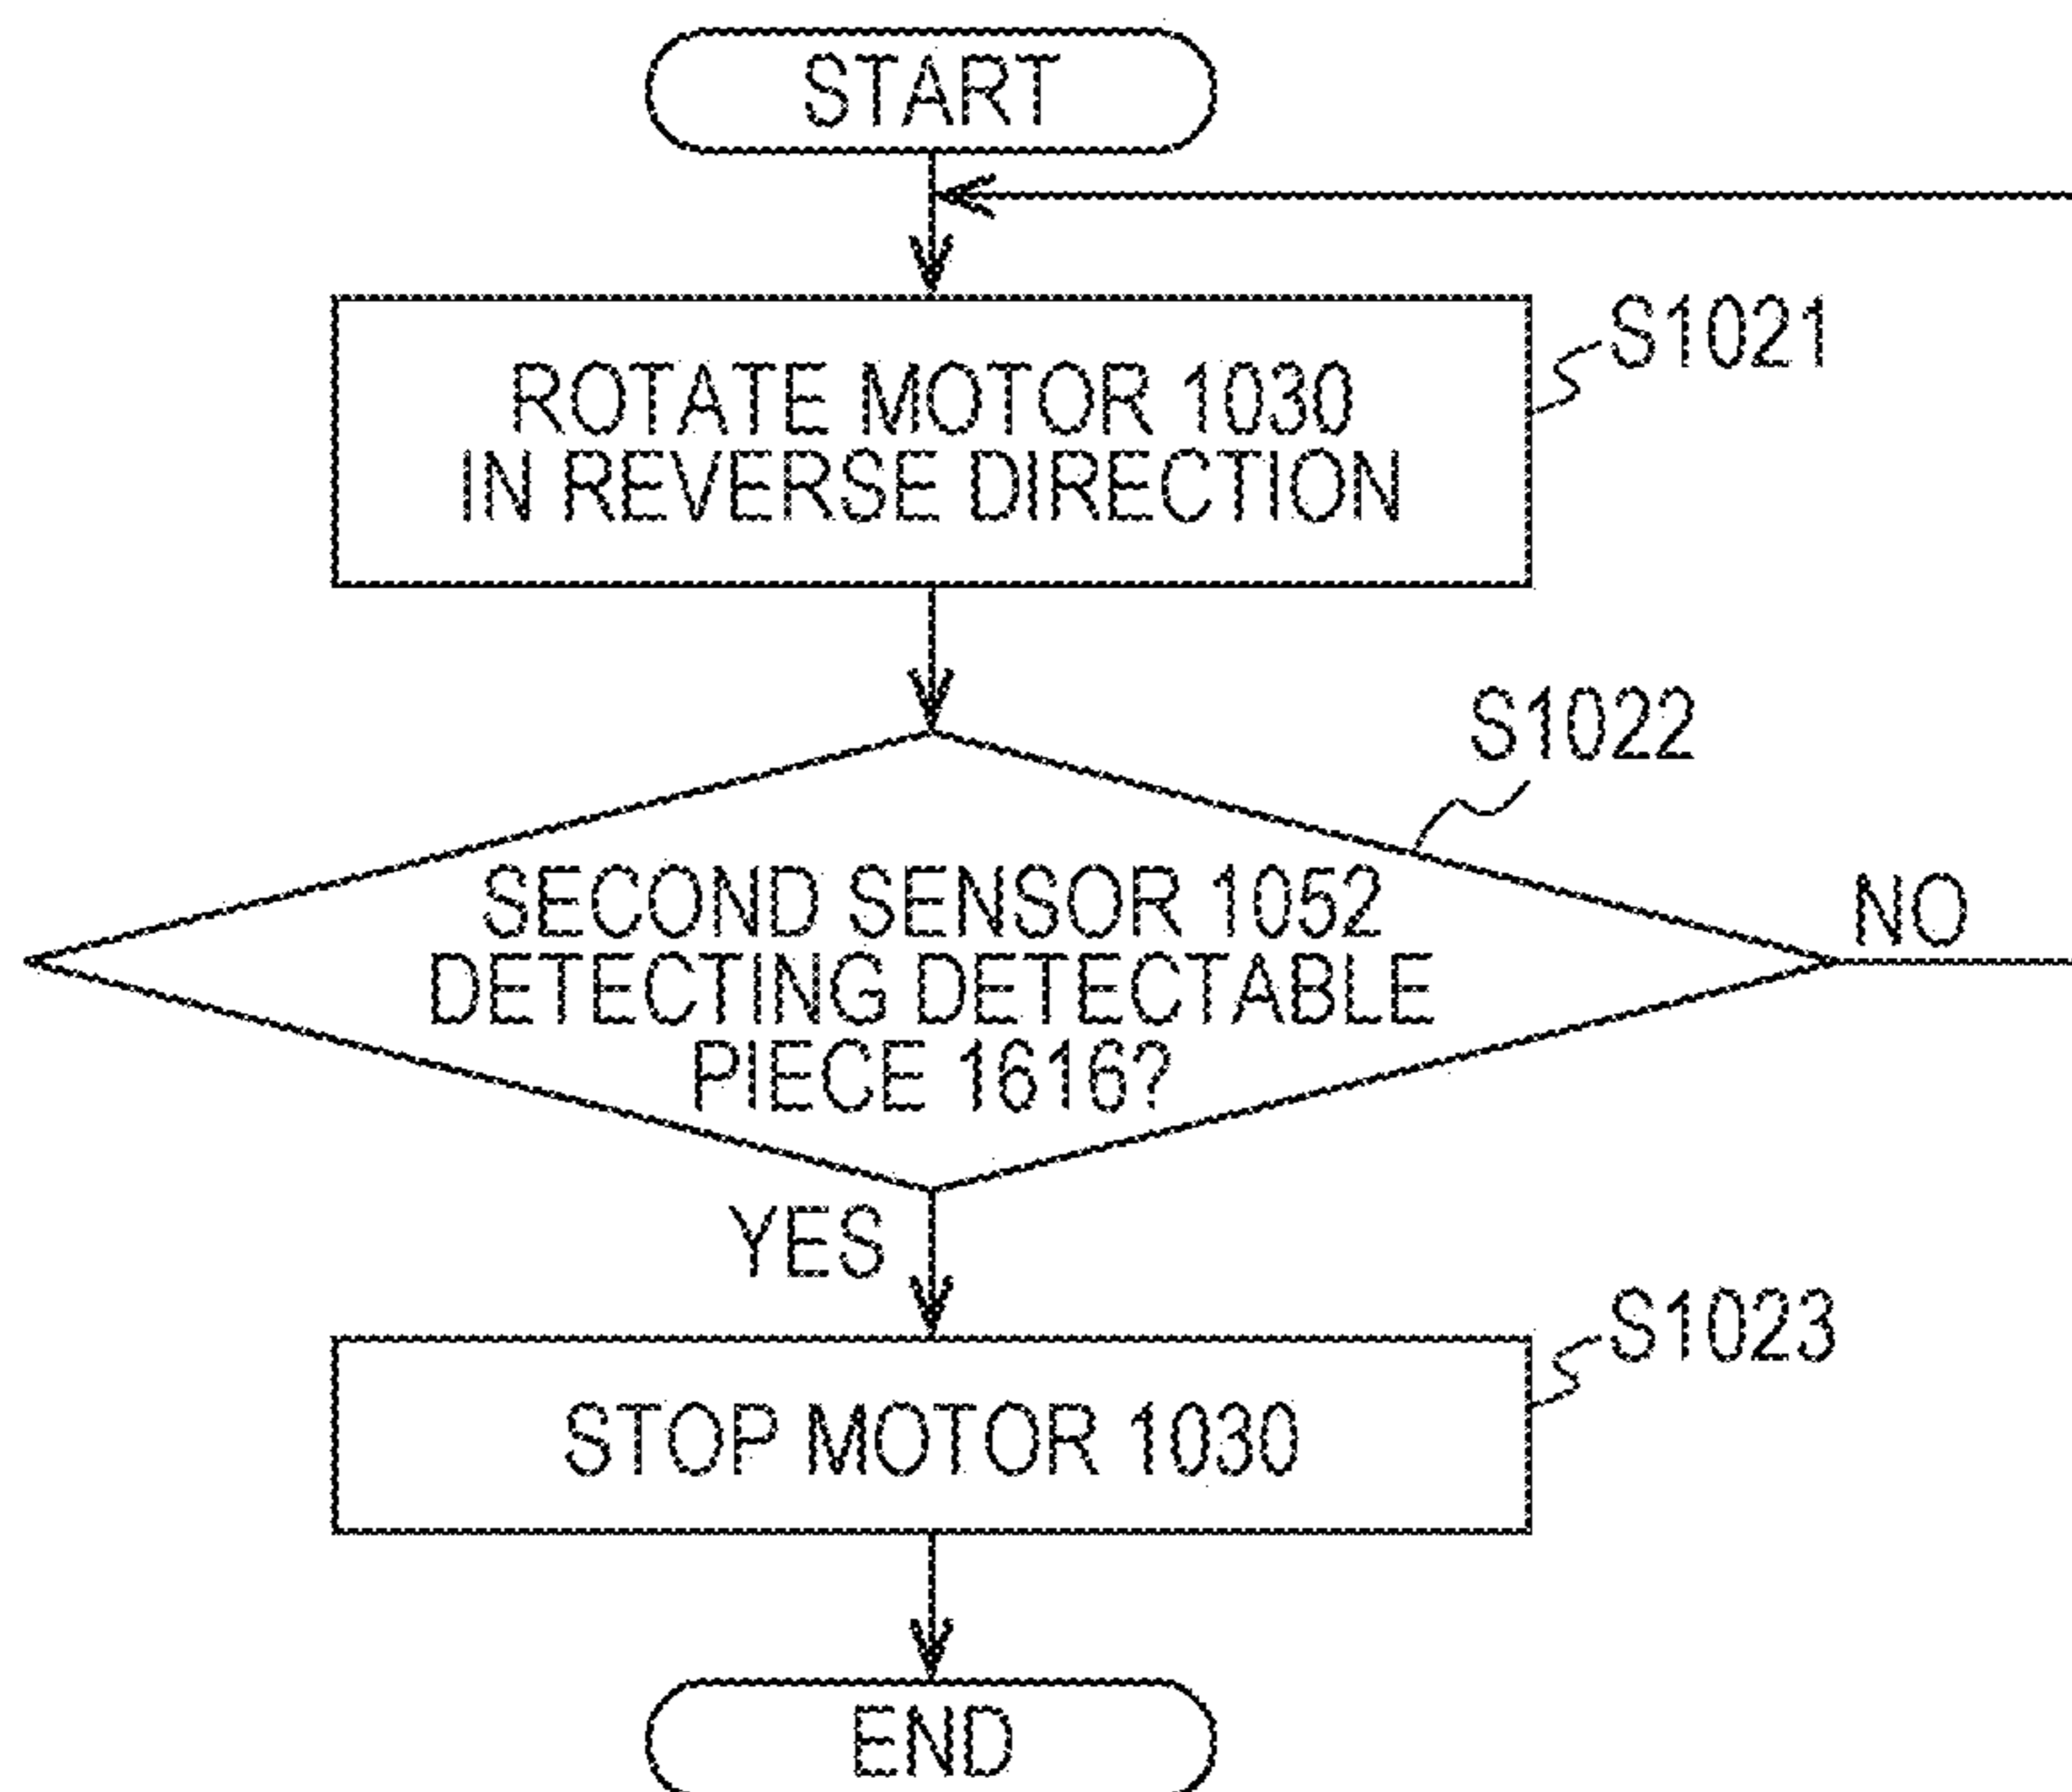 START
ROTATE MOTOR 1030
IN REVERSE DIRECTION
S1021
S1022
SECOND SENSOR 1052
DETECTING DETECTABLE
PIECE 1616?
NO
YES
S1023
STOP MOTOR 1030
END